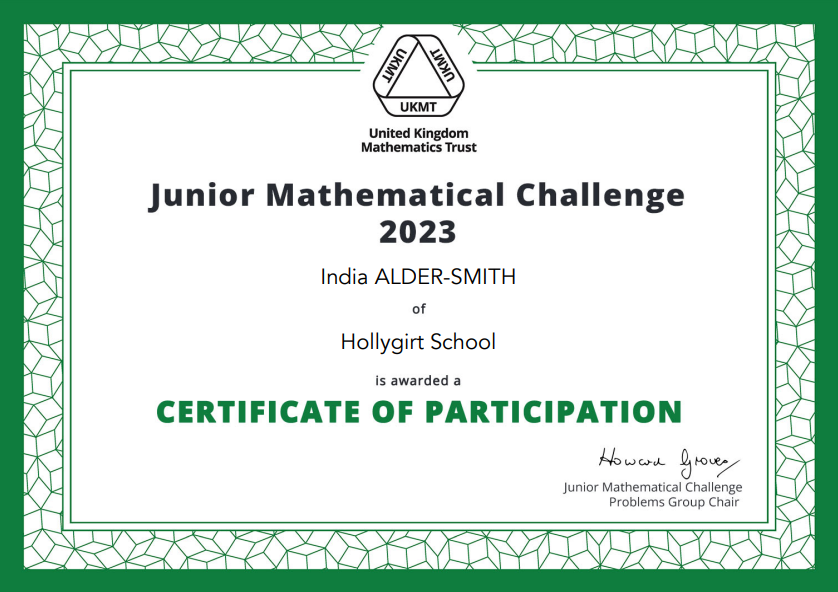 UKMT
UKMT
UKMT
United Kingdom
Mathematics Trust
Junior Mathematical Challenge
2023
India ALDER-SMITH
of
Hollygirt School
is awarded a
CERTIFICATE OF PARTICIPATION
Howard Groves
Junior Mathematical Challenge
Problems Group Chair